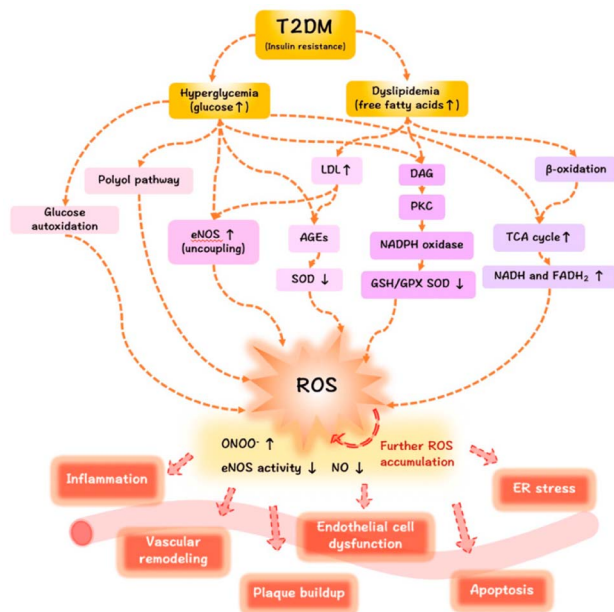 T2DM
(Insulin resistance)
Hyperglycemia
(glucose ↑)
Dyslipidemia
(free fatty acids ↑)
Polyol pathway
LDL ↑
DAG
β-oxidation
Glucose
autoxidation
eNOS ↑
(uncoupling)
AGEs
PKC
NADPH oxidase
TCA cycle ↑
SOD ↓
GSH/GPX SOD ↓
NADH and FADH₂ ↑
ROS
ONOO⁻ ↑
eNOS activity ↓ NO ↓
Further ROS
accumulation
Inflammation
ER stress
Vascular
remodeling
Endothelial cell
dysfunction
Plaque buildup
Apoptosis